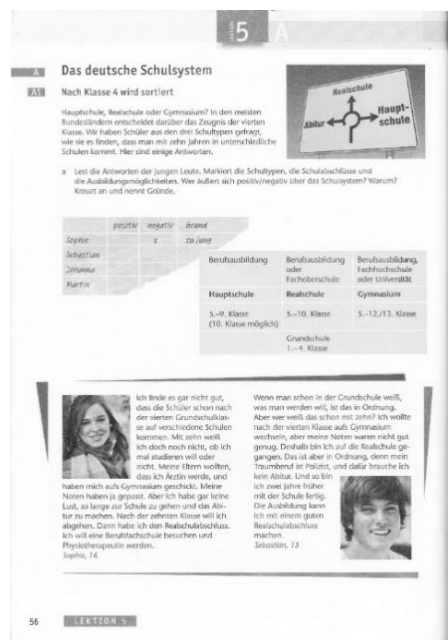 LEKTION
5 A
A Das deutsche Schulsystem
A1 Nach Klasse 4 wird sortiert
Hauptschule, Realschule oder Gymnasium? In den meisten
Bundesländern entscheidet darüber das Zeugnis der vierten
Klasse. Wir haben Schüler aus den drei Schultypen gefragt,
wie sie es finden, dass man mit zehn Jahren in unterschiedliche
Schulen kommt. Hier sind einige Antworten.
Realschule
Abitur
Haupt-
schule
a Lest die Antworten der jungen Leute. Markiert die Schultypen, die Schulabschlüsse und
die Ausbildungsmöglichkeiten. Wer äußert sich positiv/negativ über das Schulsystem? Warum?
Kreuzt an und nennt Gründe.
positiv negativ Grund
Sophie x zu jung
Sebastian
Johanna
Martin
Berufsausbildung
Berufsausbildung
oder
Fachoberschule
Berufsausbildung,
Fachhochschule
oder Universität
Hauptschule Realschule Gymnasium
5.–9. Klasse
(10. Klasse möglich)
5.–10. Klasse
5.–12./13. Klasse
Grundschule
1.–4. Klasse
Ich finde es gar nicht gut,
dass die Schüler schon nach
der vierten Grundschulklas-
se auf verschiedene Schulen
kommen. Mit zehn weiß
ich doch noch nicht, ob ich
mal studieren will oder
nicht. Meine Eltern wollten,
dass ich Ärztin werde, und
haben mich aufs Gymnasium geschickt. Meine
Noten haben ja gepasst. Aber ich habe gar keine
Lust, so lange zur Schule zu gehen und das Abi-
tur zu machen. Nach der zehnten Klasse will ich
abgehen. Dann habe ich den Realschulabschluss.
Ich will eine Berufsfachschule besuchen und
Physiotherapeutin werden.
Sophie, 16
Wenn man schon in der Grundschule weiß,
was man werden will, ist das in Ordnung.
Aber wer weiß das schon mit zehn? Ich wollte
nach der vierten Klasse aufs Gymnasium
wechseln, aber meine Noten waren nicht gut
genug. Deshalb bin ich auf die Realschule ge-
gangen. Das ist aber in Ordnung, denn mein
Traumberuf ist Polizist, und dafür brauche ich
kein Abitur. Und so bin
ich zwei Jahre früher
mit der Schule fertig.
Die Ausbildung kann
ich mit einem guten
Realschulabschluss
machen.
Sebastian, 15
56 LEKTION 5